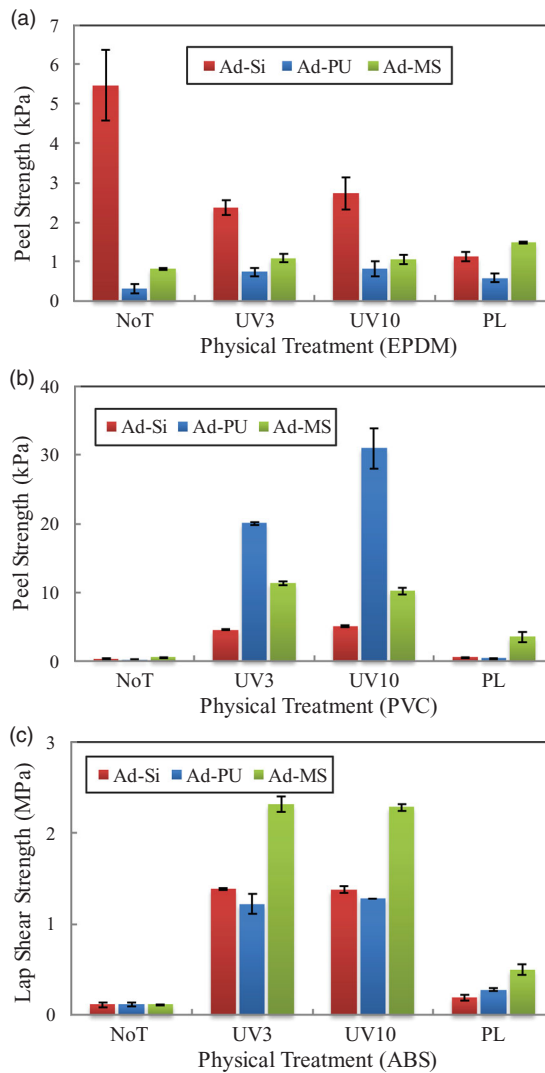 (a)
7
6
5
4
3
2
1
0
Peel Strength (kPa)
Ad-Si Ad-PU Ad-MS
NoT UV3 UV10 PL
Physical Treatment (EPDM)
(b)
40
30
20
10
0
Peel Strength (kPa)
Ad-Si Ad-PU Ad-MS
NoT UV3 UV10 PL
Physical Treatment (PVC)
(c)
3
2
1
0
Lap Shear Strength (MPa)
Ad-Si Ad-PU Ad-MS
NoT UV3 UV10 PL
Physical Treatment (ABS)